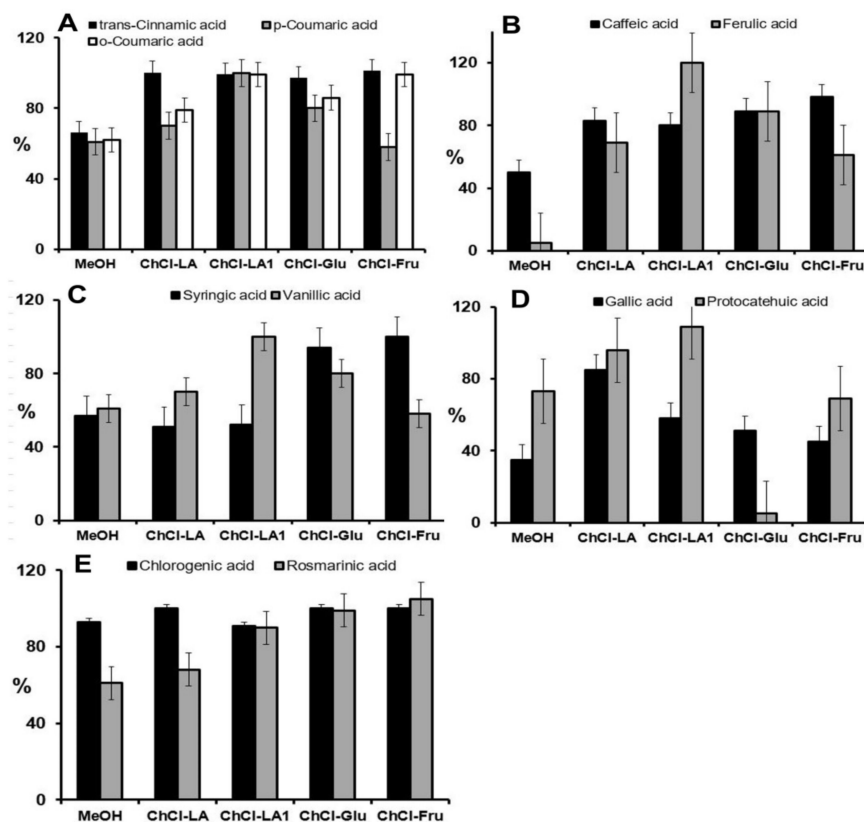 A
trans-Cinnamic acid p-Coumaric acid
o-Coumaric acid
120
80
%
40
0
MeOH ChCl-LA ChCl-LA1 ChCl-Glu ChCl-Fru
B
Caffeic acid Ferulic acid
120
80
%
40
0
MeOH ChCl-LA ChCl-LA1 ChCl-Glu ChCl-Fru
C
Syringic acid Vanillic acid
120
80
%
40
0
MeOH ChCl-LA ChCl-LA1 ChCl-Glu ChCl-Fru
D
Gallic acid Protocatehuic acid
120
80
%
40
0
MeOH ChCl-LA ChCl-LA1 ChCl-Glu ChCl-Fru
E
Chlorogenic acid Rosmarinic acid
120
80
%
40
0
MeOH ChCl-LA ChCl-LA1 ChCl-Glu ChCl-Fru